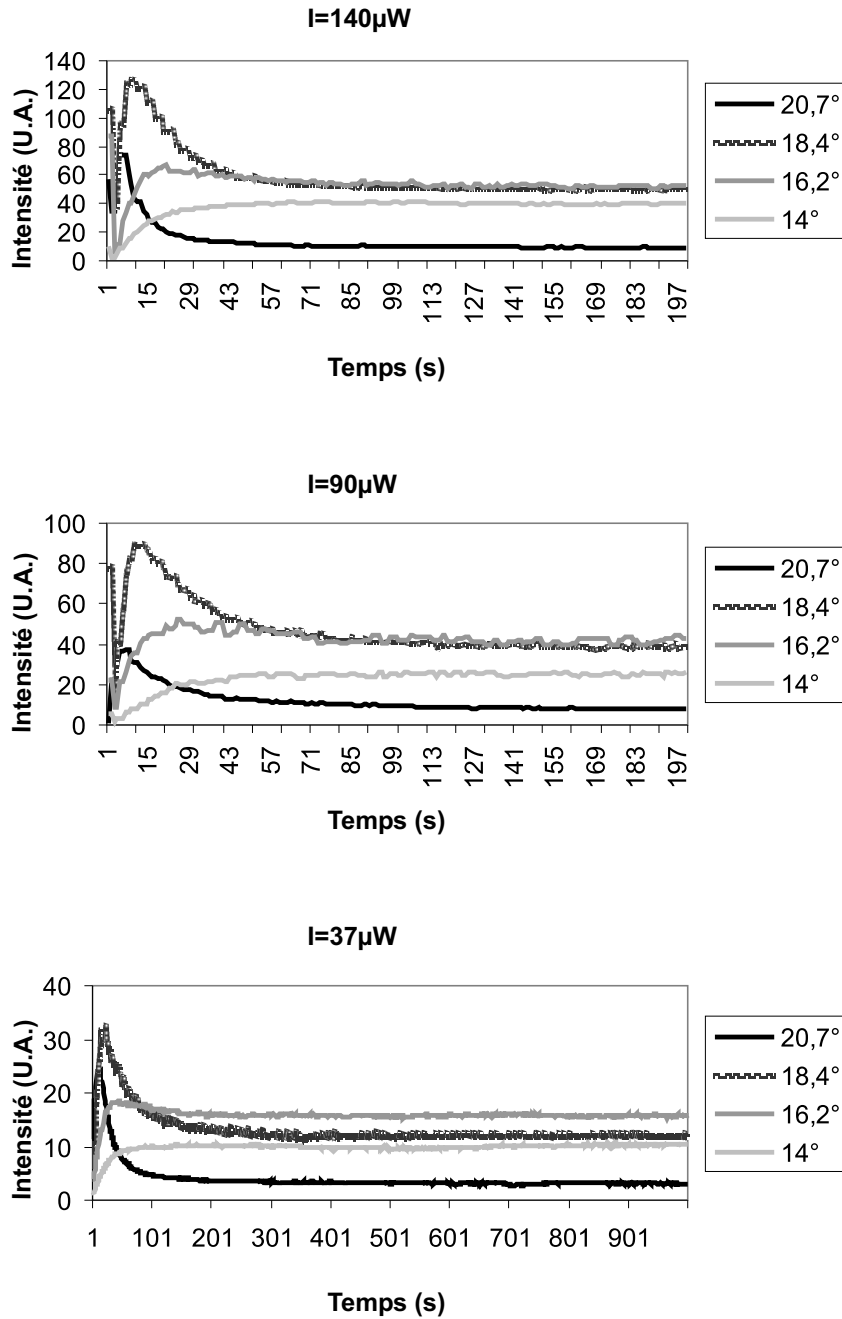 I=140µW
Intensité (U.A.)
140
120
100
80
60
40
20
0
1 15 29 43 57 71 85 99 113 127 141 155 169 183 197
Temps (s)
20,7°
18,4°
16,2°
14°
I=90µW
Intensité (U.A.)
100
80
60
40
20
0
1 15 29 43 57 71 85 99 113 127 141 155 169 183 197
Temps (s)
20,7°
18,4°
16,2°
14°
I=37µW
Intensité (U.A.)
40
30
20
10
0
1 101 201 301 401 501 601 701 801 901
Temps (s)
20,7°
18,4°
16,2°
14°